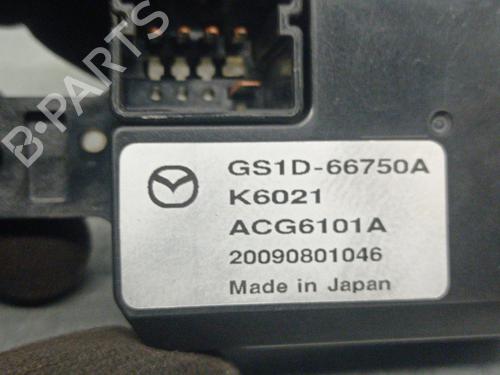 B-PARTS
GS1D-66750A
K6021
ACG6101A
20090801046
Made in Japan